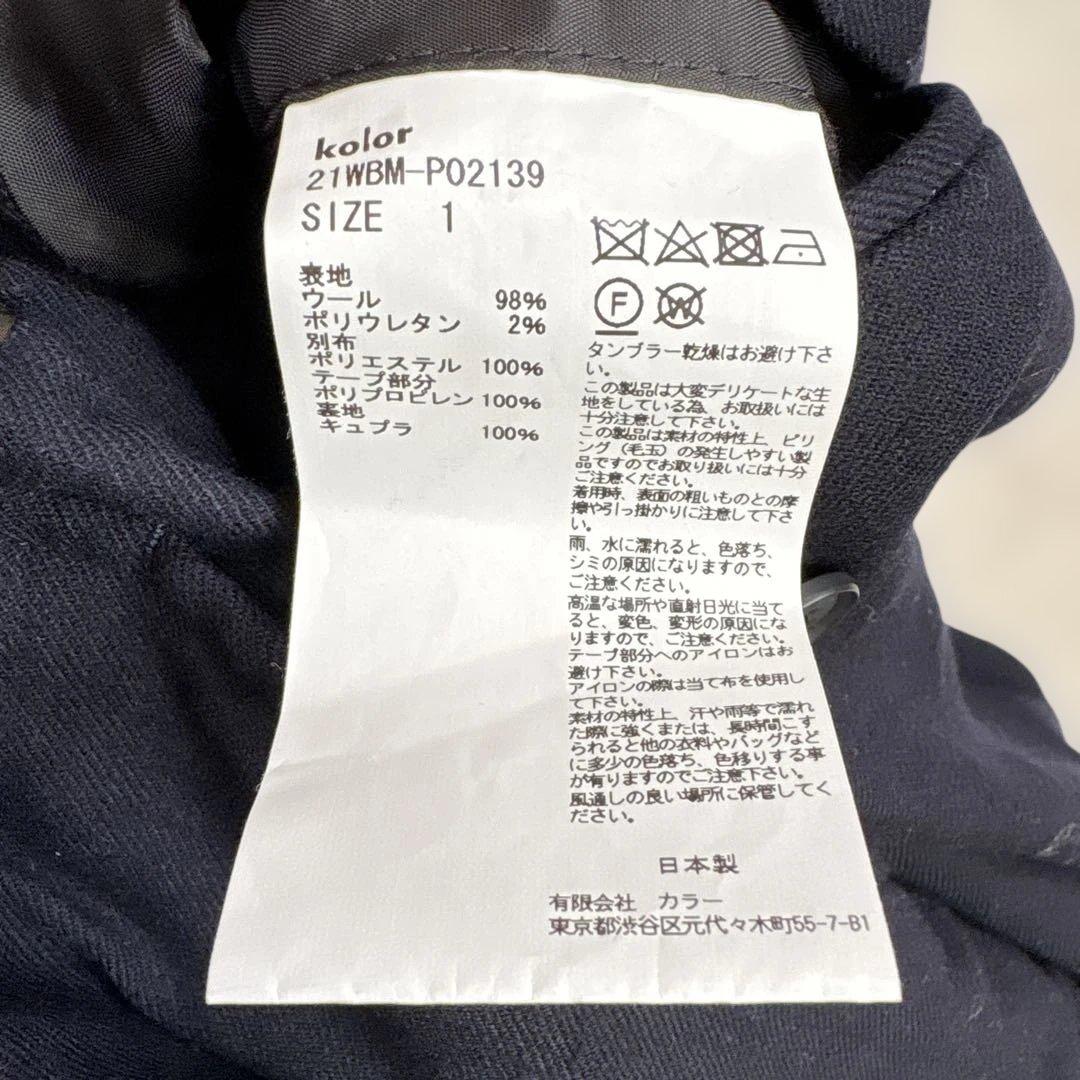 kolor
21WBM-P02139
SIZE 1
表地
ウール 98%
ポリウレタン 2%
別布
ポリエステル 100%
テープ部分
ポリプロピレン 100%
裏地
キュプラ 100%
F
W
タンブラー乾燥はお避け下さ
い。
この製品は大変デリケートな生
地をしている為、お取扱いには
十分注意して下さい。
この製品は素材の特性上、ピリ
ング（毛玉）の発生しやすい製
品ですのでお取り扱いには十分
ご注意ください。
着用時、表面の粗いものとの摩
擦や引っ掛かりに注意して下さ
い。
雨、水に濡れると、色落ち、
シミの原因になりますので、
ご注意ください。
高温な場所や直射日光に当て
ると、変色、変形の原因にな
りますので、ご注意ください。
テープ部分へのアイロンはお
避け下さい。
アイロンの際は当て布を使用し
て下さい。
素材の特性上、汗や雨等で濡れ
た際に強くまたは、長時間こす
られると他の衣料やバッグなど
に多少の色落ち、色移りする事
が有りますのでご注意下さい。
風通しの良い場所に保管してく
ださい。
日本製
有限会社 カラー
東京都渋谷区元代々木町55-7-B1